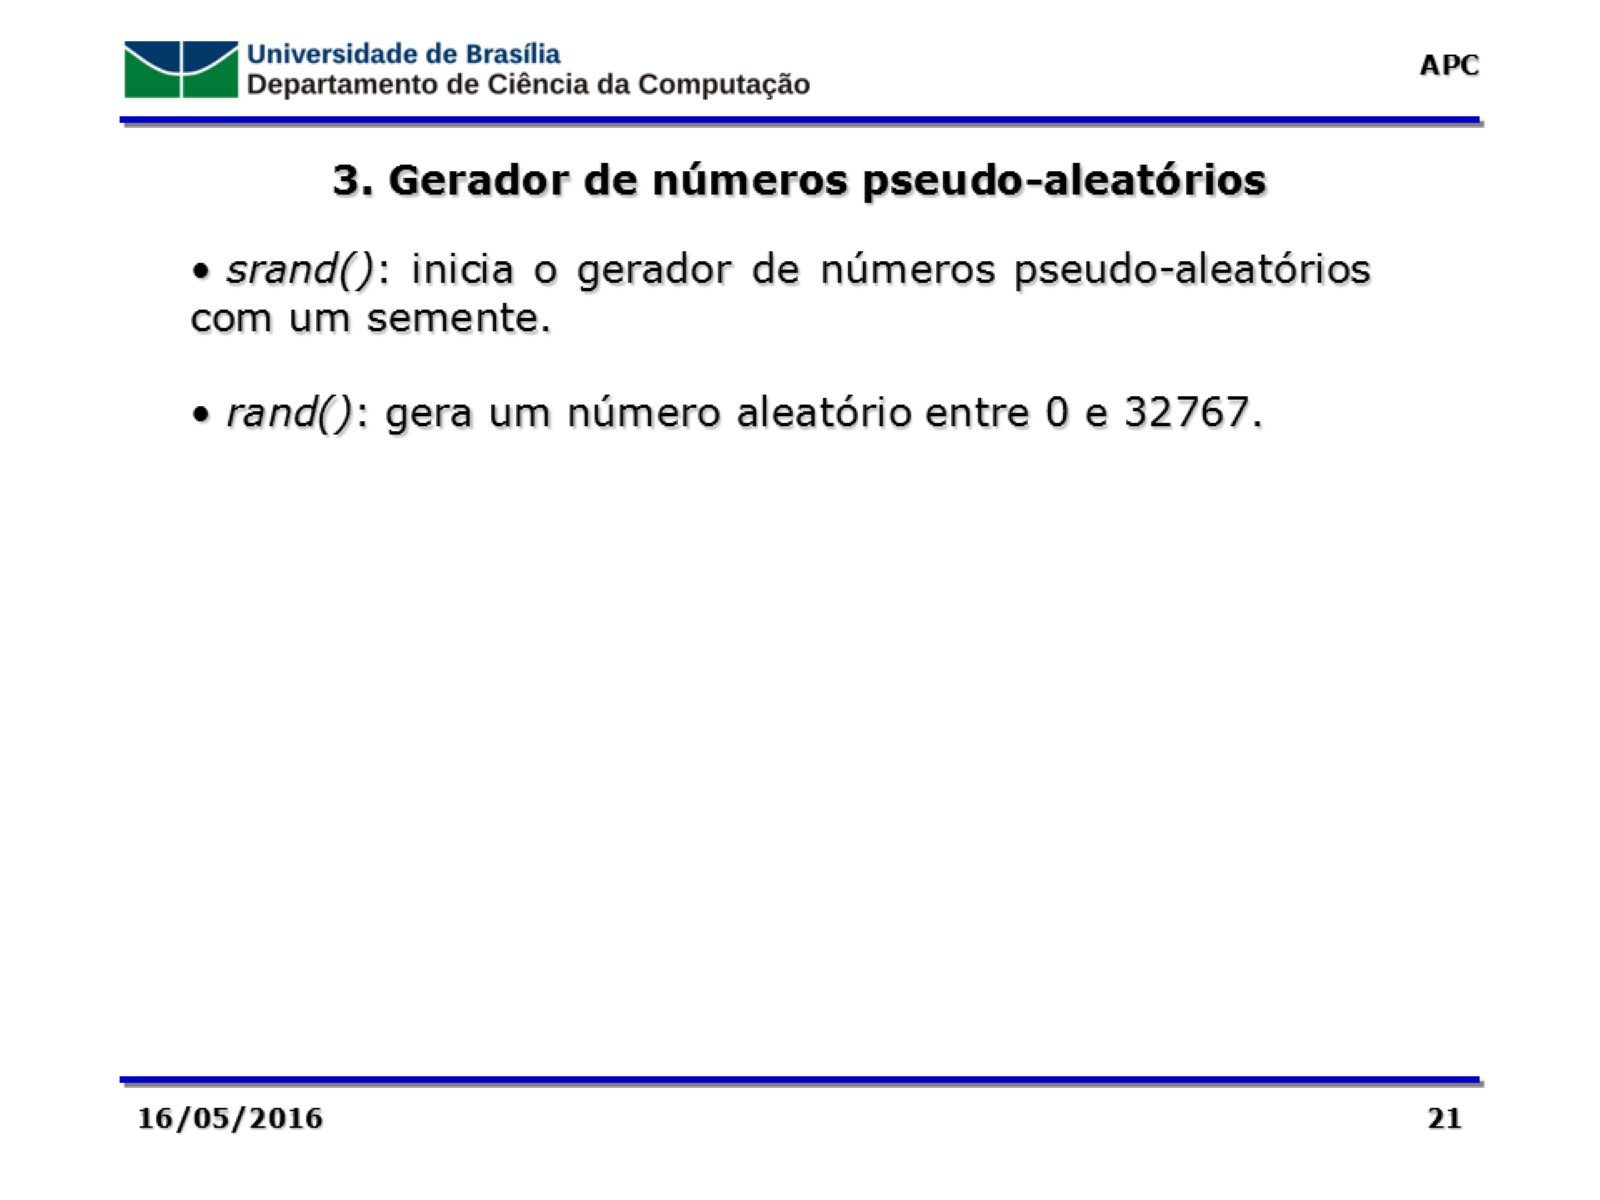 Universidade de Brasília
Departamento de Ciência da Computação
APC
3. Gerador de números pseudo-aleatórios
• srand(): inicia o gerador de números pseudo-aleatórios
com um semente.
• rand(): gera um número aleatório entre 0 e 32767.
16/05/2016
21